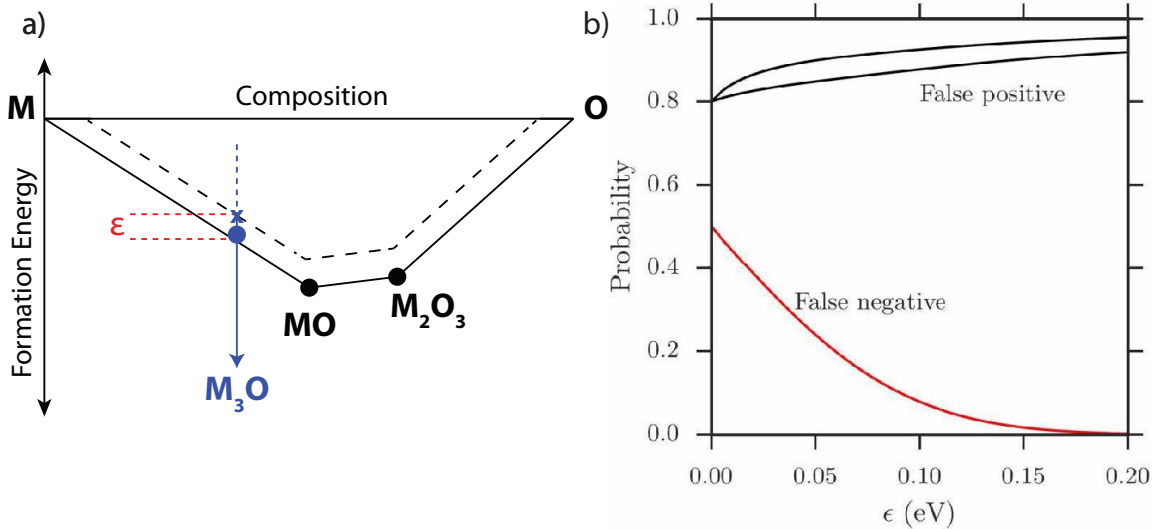 a)
Composition
M
O
Formation Energy
ε
x
MO
M₂O₃
M₃O
b)
1.0
0.8
0.6
0.4
0.2
0.0
Probability
False positive
False negative
0.00 0.05 0.10 0.15 0.20
ϵ (eV)